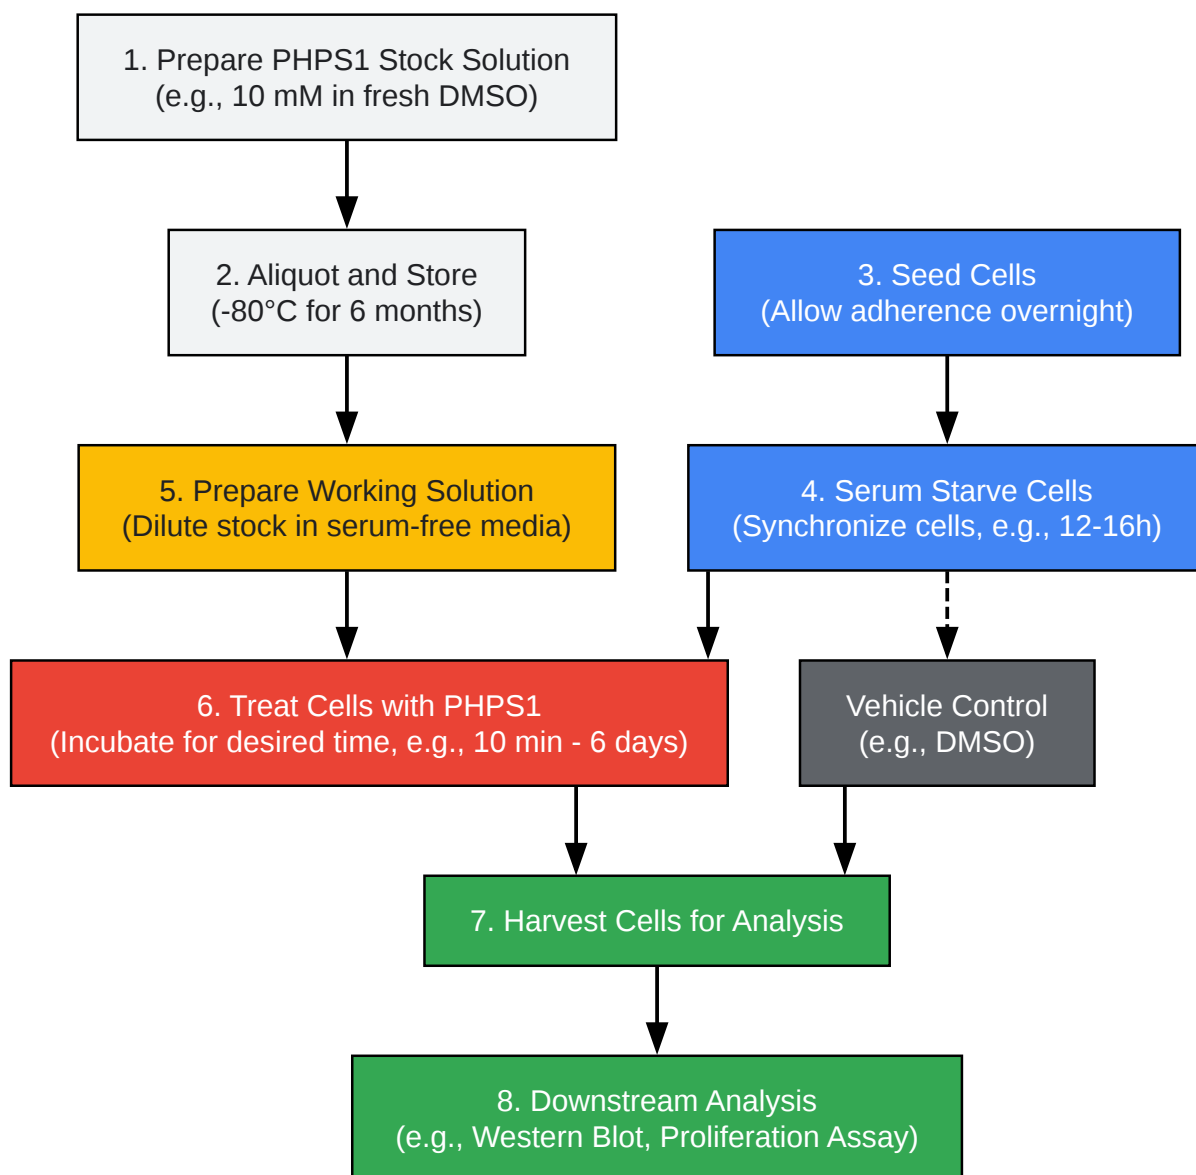 1. Prepare PHPS1 Stock Solution
(e.g., 10 mM in fresh DMSO)
2. Aliquot and Store
(-80°C for 6 months)
3. Seed Cells
(Allow adherence overnight)
5. Prepare Working Solution
(Dilute stock in serum-free media)
4. Serum Starve Cells
(Synchronize cells, e.g., 12-16h)
6. Treat Cells with PHPS1
(Incubate for desired time, e.g., 10 min - 6 days)
Vehicle Control
(e.g., DMSO)
7. Harvest Cells for Analysis
8. Downstream Analysis
(e.g., Western Blot, Proliferation Assay)